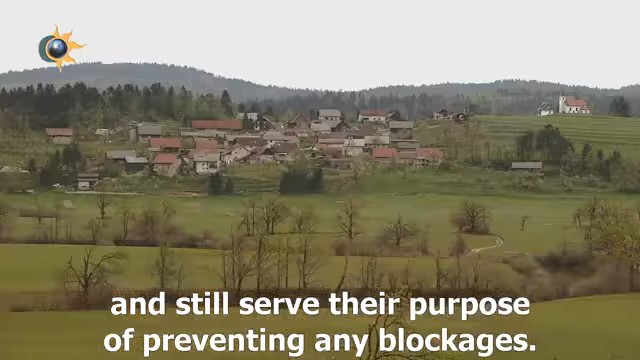 and still serve their purpose
of preventing any blockages.